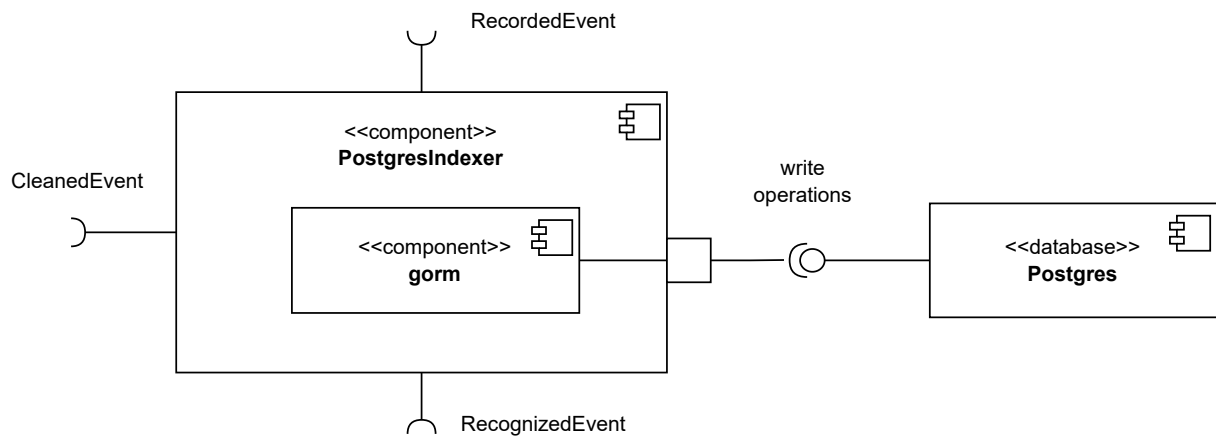 RecordedEvent
<<component>>
PostgresIndexer
CleanedEvent
write
operations
<<component>>
gorm
<<database>>
Postgres
RecognizedEvent